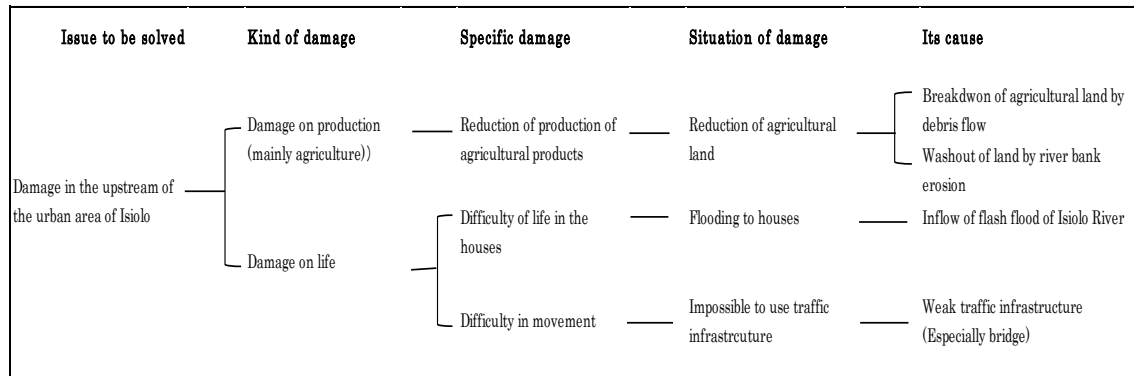 Issue to be solved
Kind of damage
Specific damage
Situation of damage
Its cause
Damage in the upstream of
the urban area of Isiolo
Damage on production
(mainly agriculture))
Reduction of production of
agricultural products
Reduction of agricultural
land
Breakdwon of agricultural land by
debris flow
Washout of land by river bank
erosion
Damage on life
Difficulty of life in the
houses
Flooding to houses
Inflow of flash flood of Isiolo River
Difficulty in movement
Impossible to use traffic
infrastrcuture
Weak traffic infrastructure
(Especially bridge)